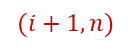 (i + 1, n)